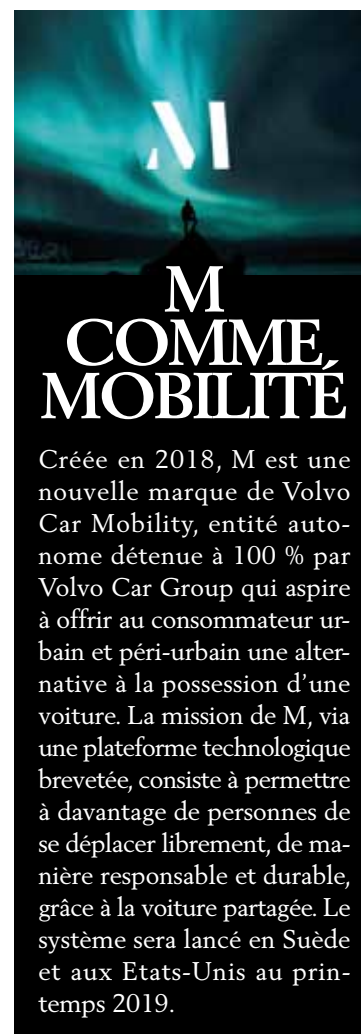 M
M
COMME
MOBILITÉ
Créée en 2018, M est une
nouvelle marque de Volvo
Car Mobility, entité auto-
nome détenue à 100 % par
Volvo Car Group qui aspire
à offrir au consommateur ur-
bain et péri-urbain une alter-
native à la possession d’une
voiture. La mission de M, via
une plateforme technologique
brevetée, consiste à permettre
à davantage de personnes de
se déplacer librement, de ma-
nière responsable et durable,
grâce à la voiture partagée. Le
système sera lancé en Suède
et aux Etats-Unis au prin-
temps 2019.